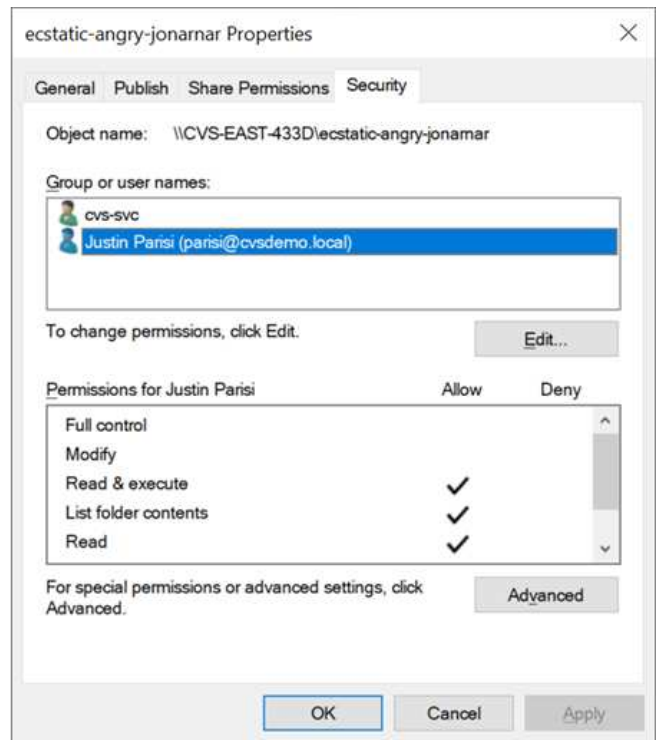 ecstatic-angry-jonarnar Properties
General Publish Share Permissions Security
Object name: \\CVS-EAST-433D\ecstatic-angry-jonarnar
Group or user names:
cvs-svc
Justin Parisi (parisi@cvsdemo.local)
To change permissions, click Edit.
Edit...
Permissions for Justin Parisi Allow Deny
Full control
Modify
Read & execute
List folder contents
Read
For special permissions or advanced settings, click
Advanced.
Advanced
OK Cancel Apply